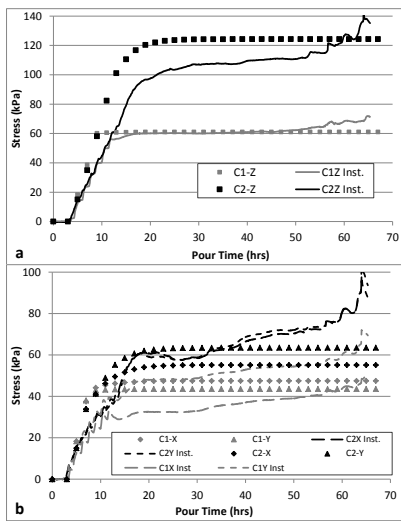 140
120
100
80
60
40
20
0
Stress (kPa)
C1-Z C1Z Inst.
C2-Z C2Z Inst.
a
0 10 20 30 40 50 60 70
Pour Time (hrs)
100
80
60
40
20
0
Stress (kPa)
C1-X C1-Y C2X Inst.
C2Y Inst. C2-X C2-Y
C1X Inst C1Y Inst
b
0 10 20 30 40 50 60 70
Pour Time (hrs)